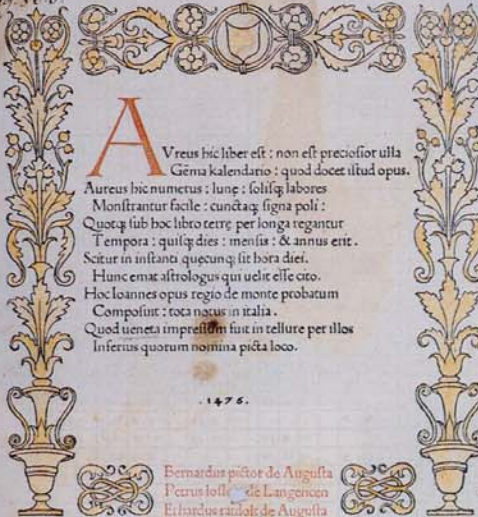 AVreus hic liber est : non est preciosior ulla
Gēma kalendario : quod docet istud opus.
Aureus hic numerus : lune : solisq; labores
Monstrantur facile : cunctaq; signa poli :
Quotq; sub hoc libro terre per longa regantur
Tempora : quisq; dies : mensis : & annus erit.
Scitur in instanti quecunq; sit hora diei.
Hunc emat astrologus qui uelit esse cito.
Hoc Ioannes opus regio de monte probatum
Composuit : tota notus in italia.
Quod ueneta impressum fuit in tellure per illos
Inferius quorum nomina picta loco.
.1476.
Bernardus pictor de Augusta
Petrus de Langencen
Erhardus ratdolt de Augusta